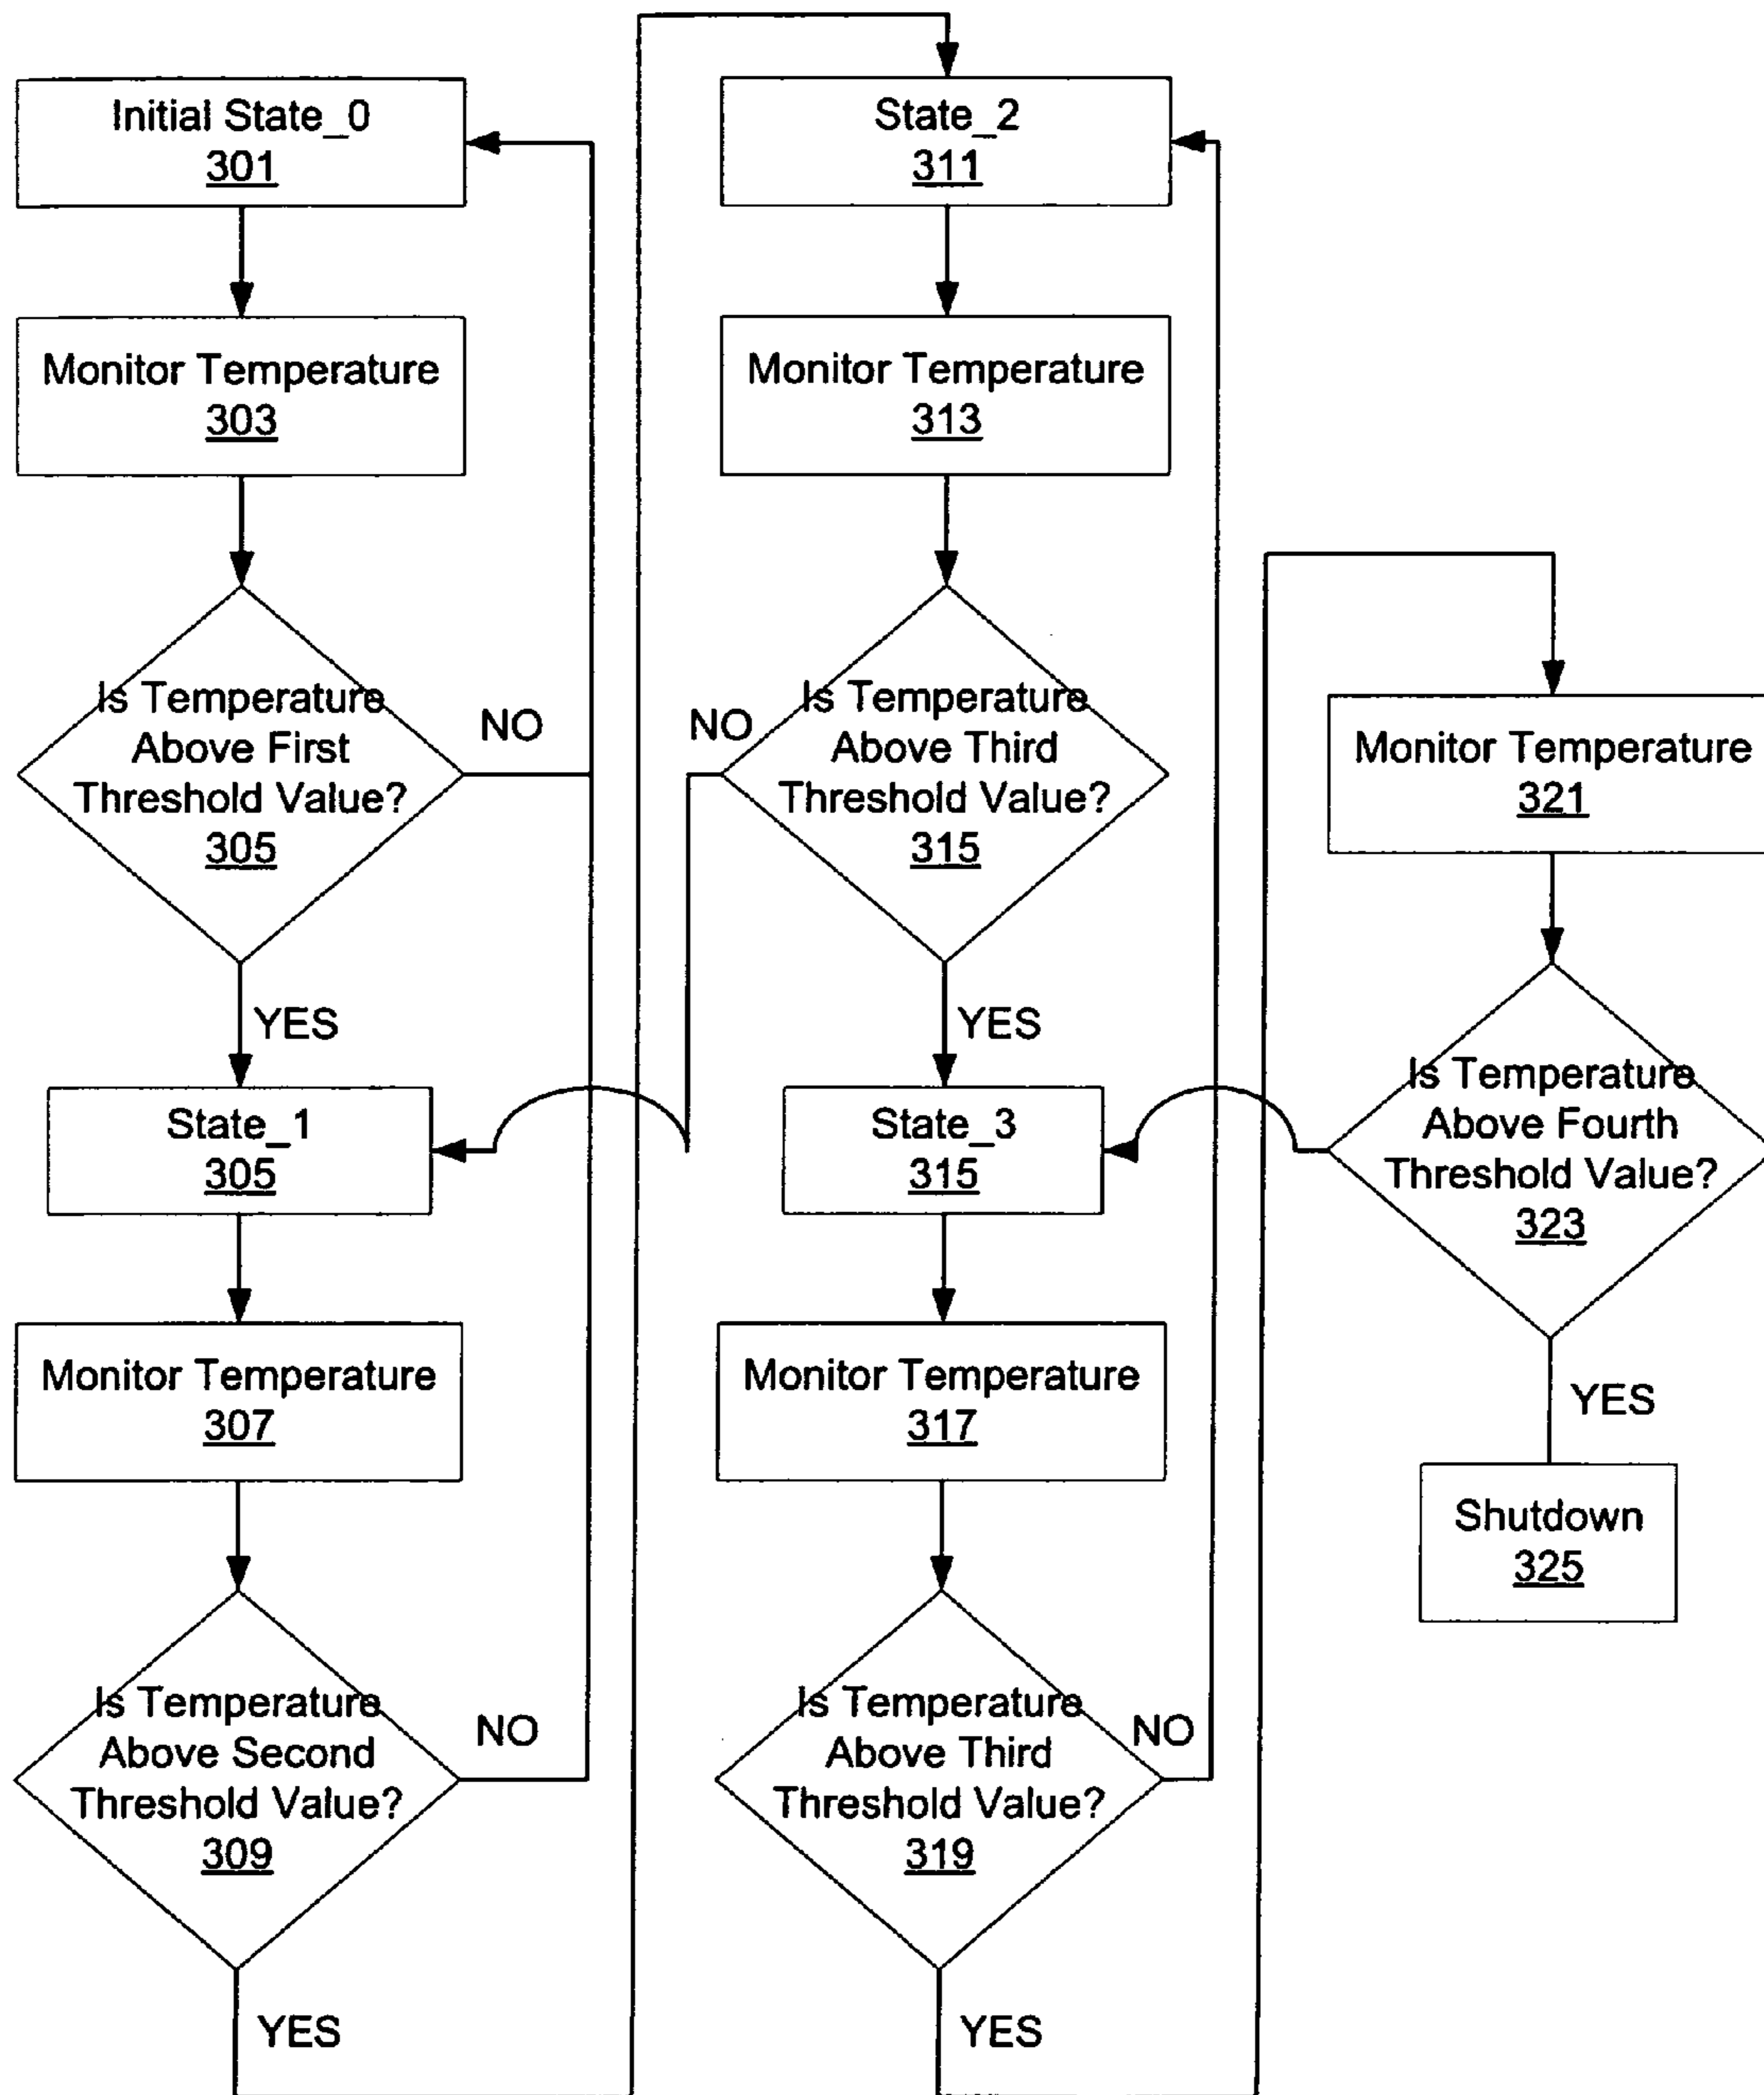 Initial State_0
301
Monitor Temperature
303
Is Temperature
Above First
Threshold Value?
305
NO
YES
State_1
305
Monitor Temperature
307
Is Temperature
Above Second
Threshold Value?
309
NO
YES
State_2
311
Monitor Temperature
313
Is Temperature
Above Third
Threshold Value?
315
NO
YES
State_3
315
Monitor Temperature
317
Is Temperature
Above Third
Threshold Value?
319
NO
YES
Monitor Temperature
321
Is Temperature
Above Fourth
Threshold Value?
323
YES
Shutdown
325